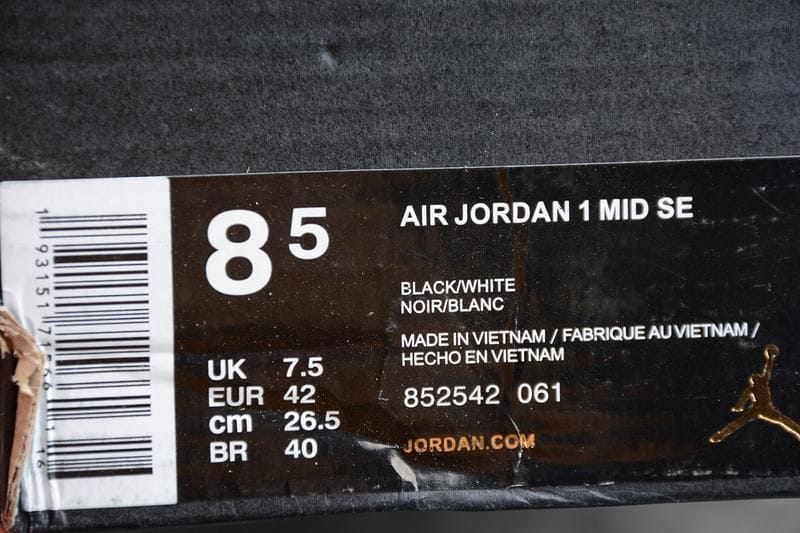 8 5
AIR JORDAN 1 MID SE
BLACK/WHITE
NOIR/BLANC
MADE IN VIETNAM / FABRIQUE AU VIETNAM /
HECHO EN VIETNAM
UK 7.5
EUR 42
cm 26.5
BR 40
852542 061
JORDAN.COM